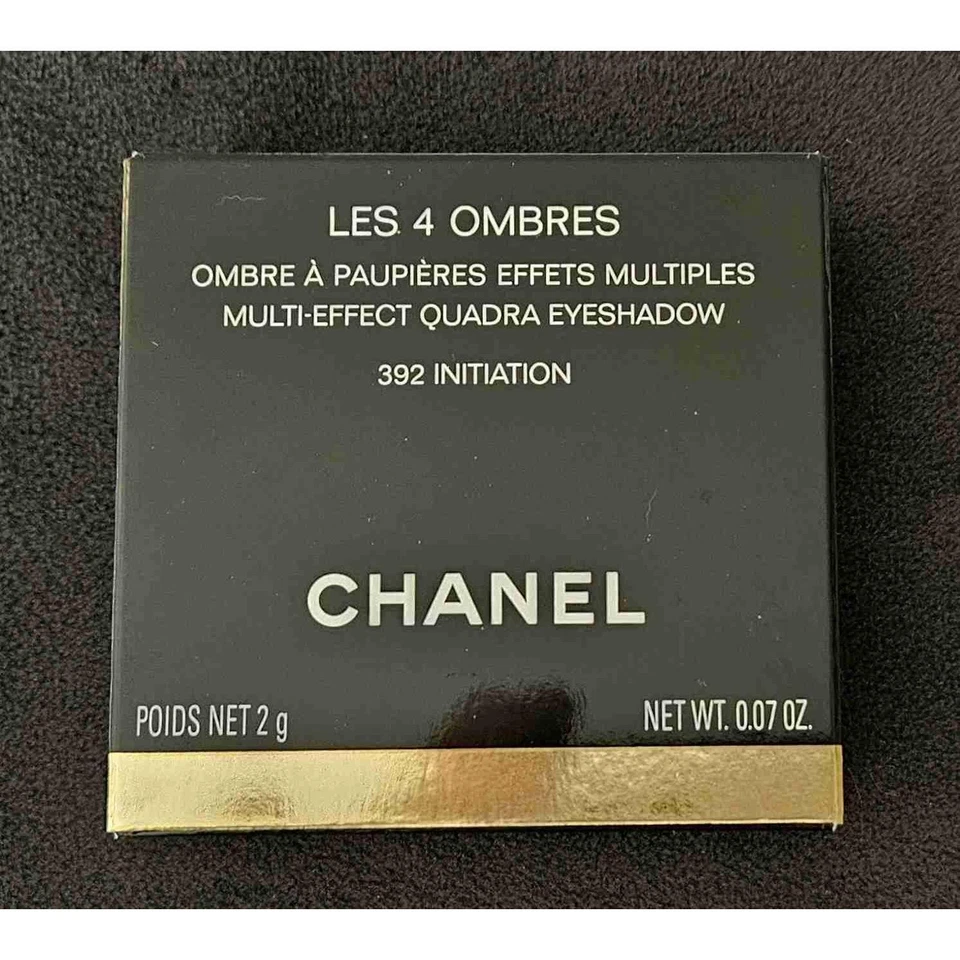 LES 4 OMBRES
OMBRE À PAUPIÈRES EFFETS MULTIPLES
MULTI-EFFECT QUADRA EYESHADOW
392 INITIATION
CHANEL
POIDS NET 2 g NET WT. 0.07 OZ.